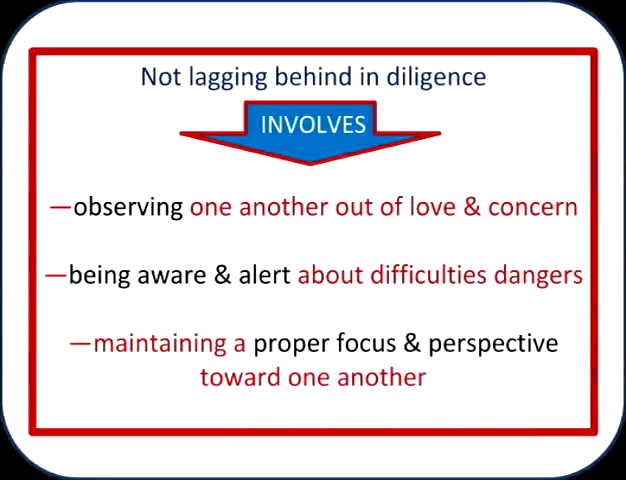 Not lagging behind in diligence
INVOLVES
—observing one another out of love & concern
—being aware & alert about difficulties dangers
—maintaining a proper focus & perspective
toward one another